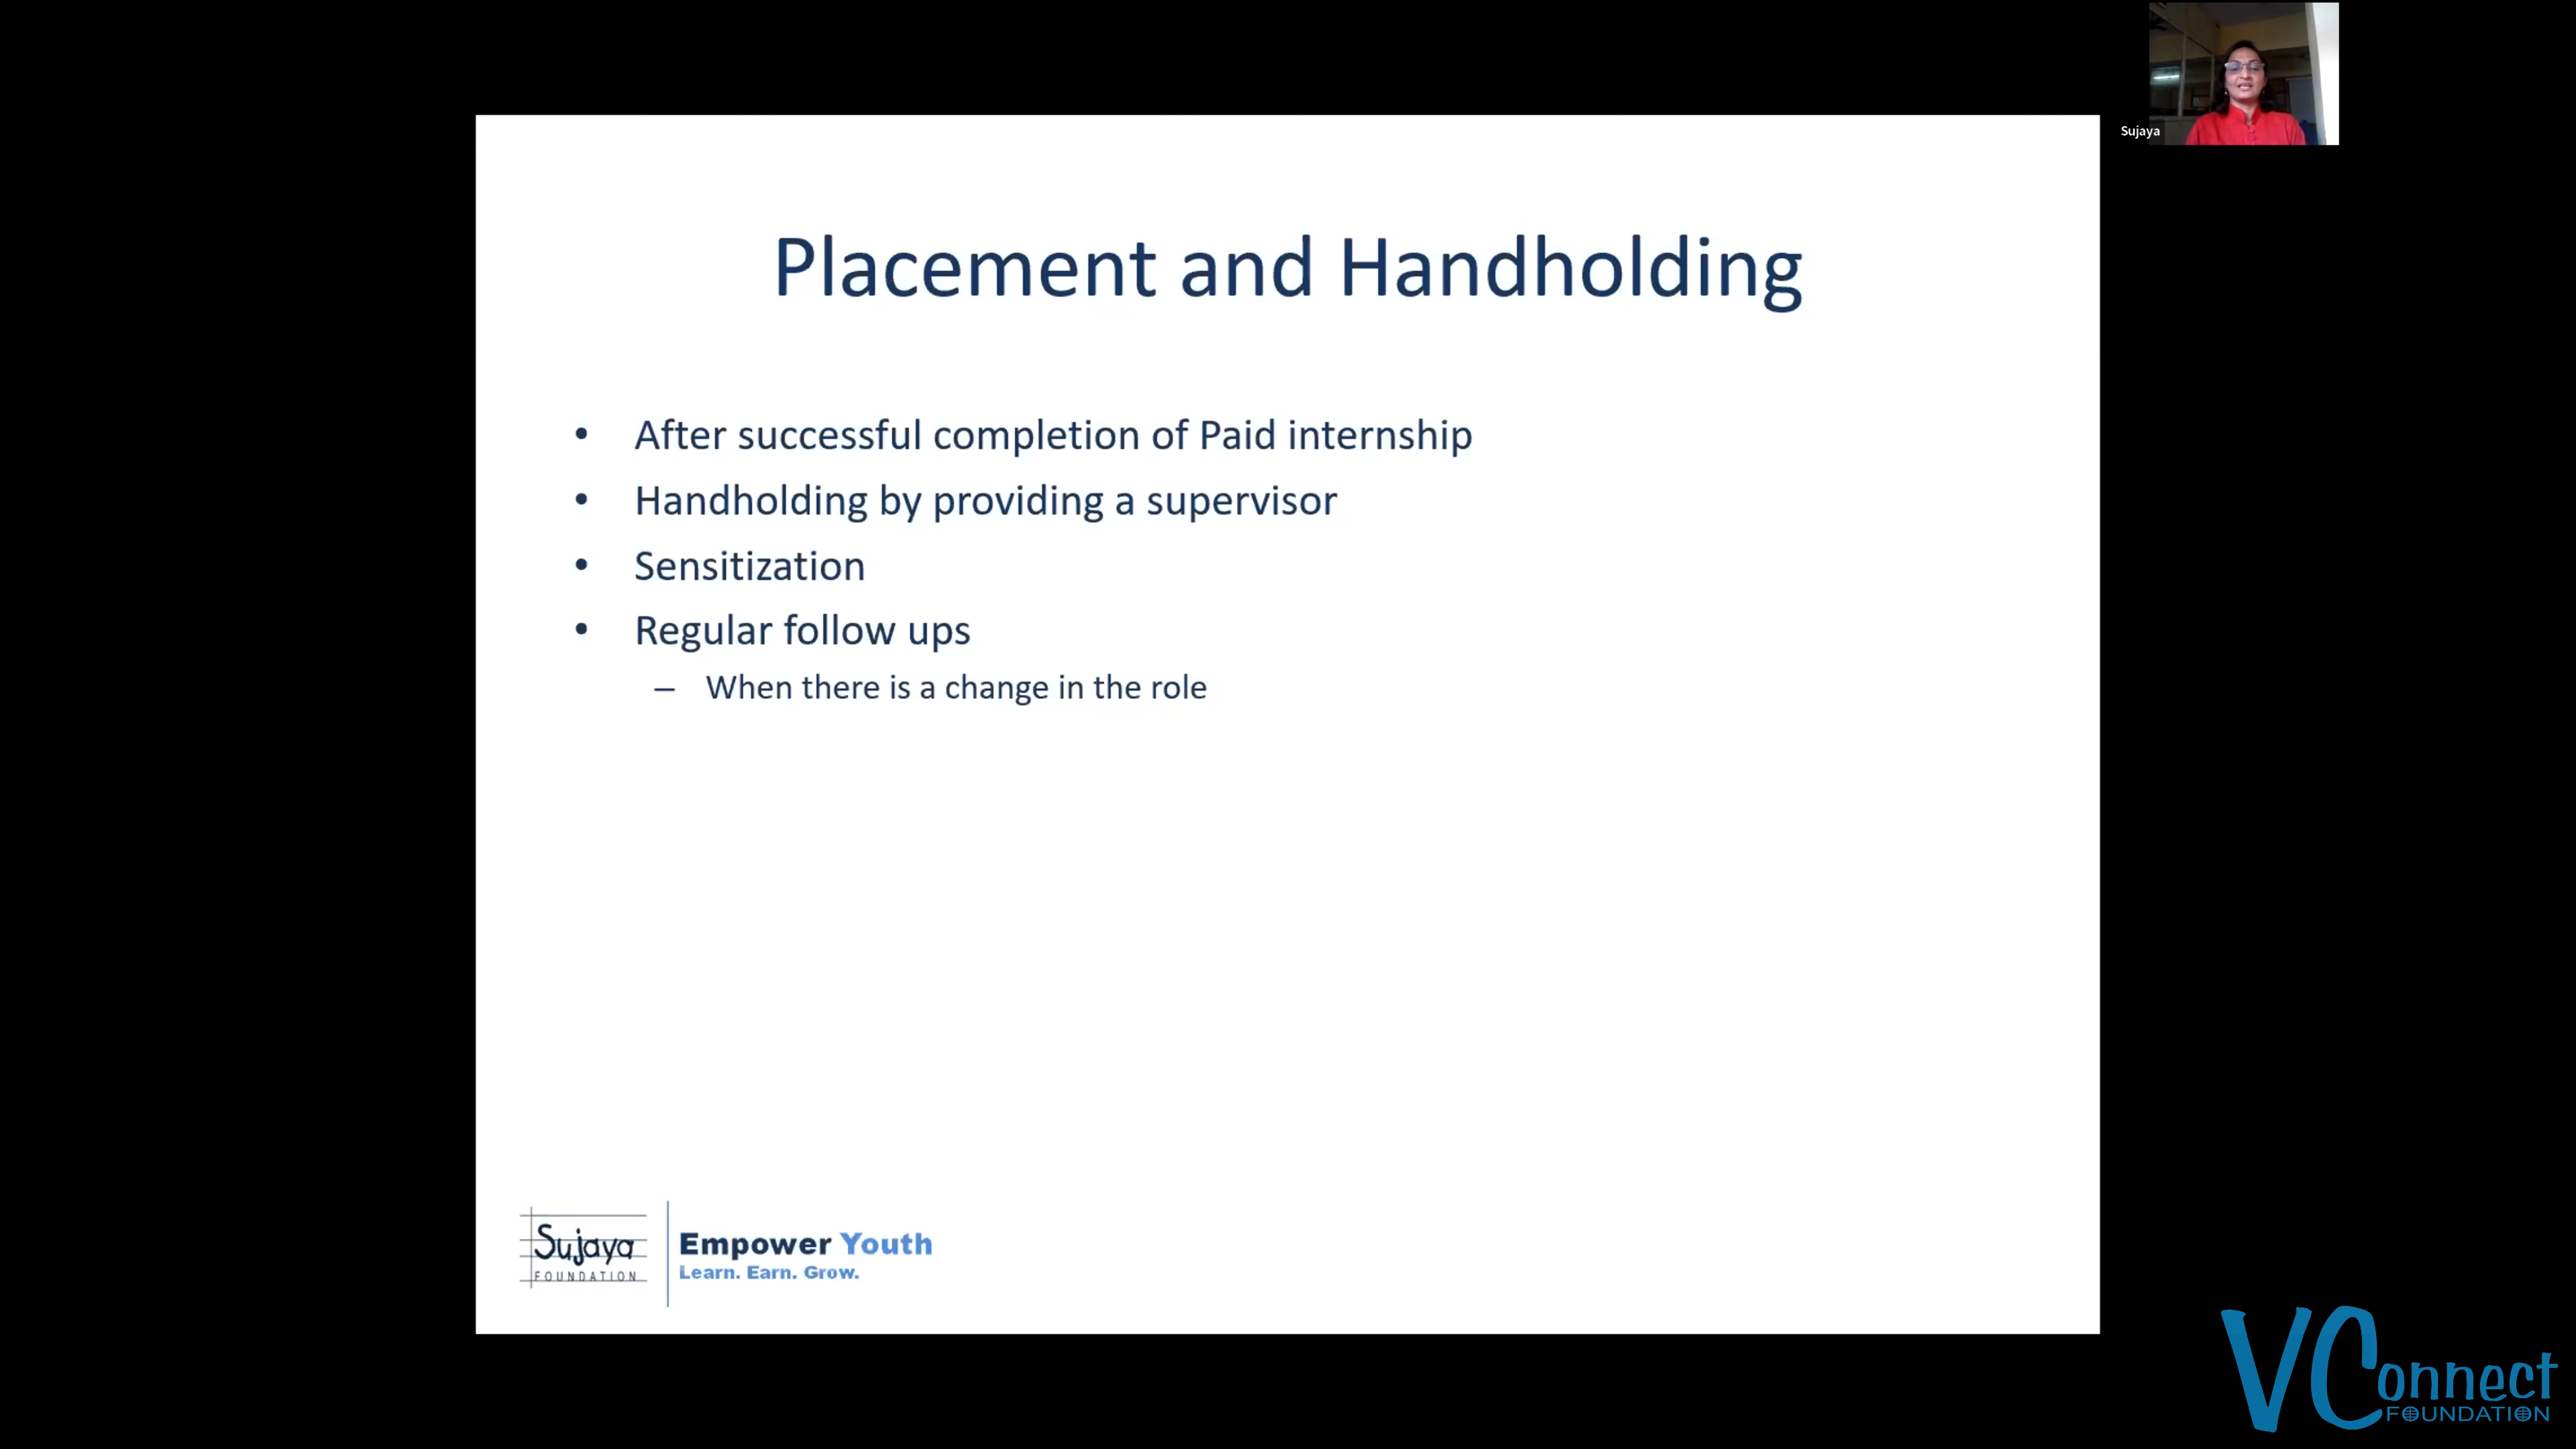 Sujaya
Placement and Handholding
• After successful completion of Paid internship
• Handholding by providing a supervisor
• Sensitization
• Regular follow ups
– When there is a change in the role
Sujaya
FOUNDATION
Empower Youth
Learn. Earn. Grow.
VConnect
FOUNDATION